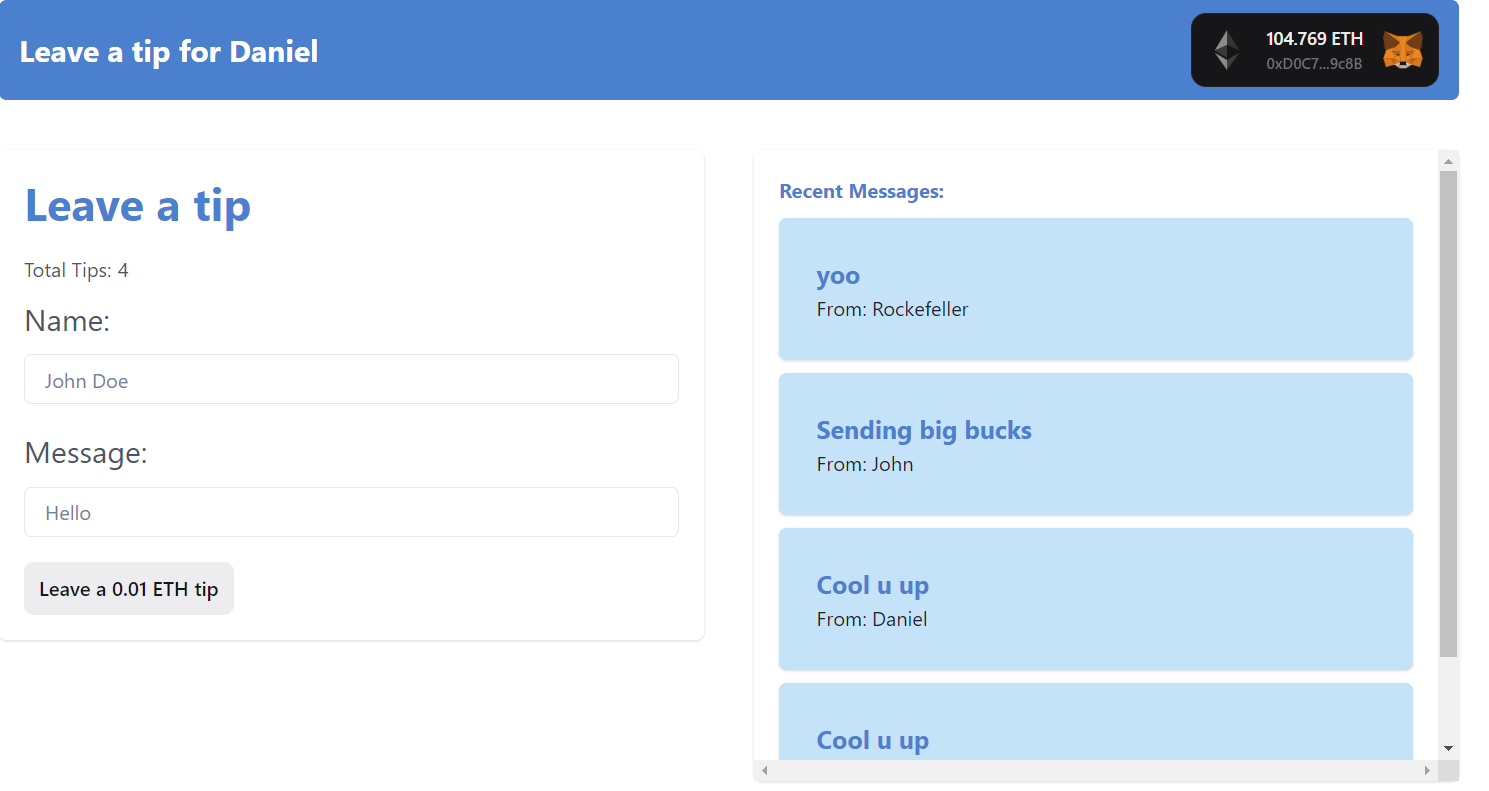 Leave a tip for Daniel
104.769 ETH
0xD0C7...9c8B
Leave a tip
Total Tips: 4
Name:
John Doe
Message:
Hello
Leave a 0.01 ETH tip
Recent Messages:
yoo
From: Rockefeller
Sending big bucks
From: John
Cool u up
From: Daniel
Cool u up